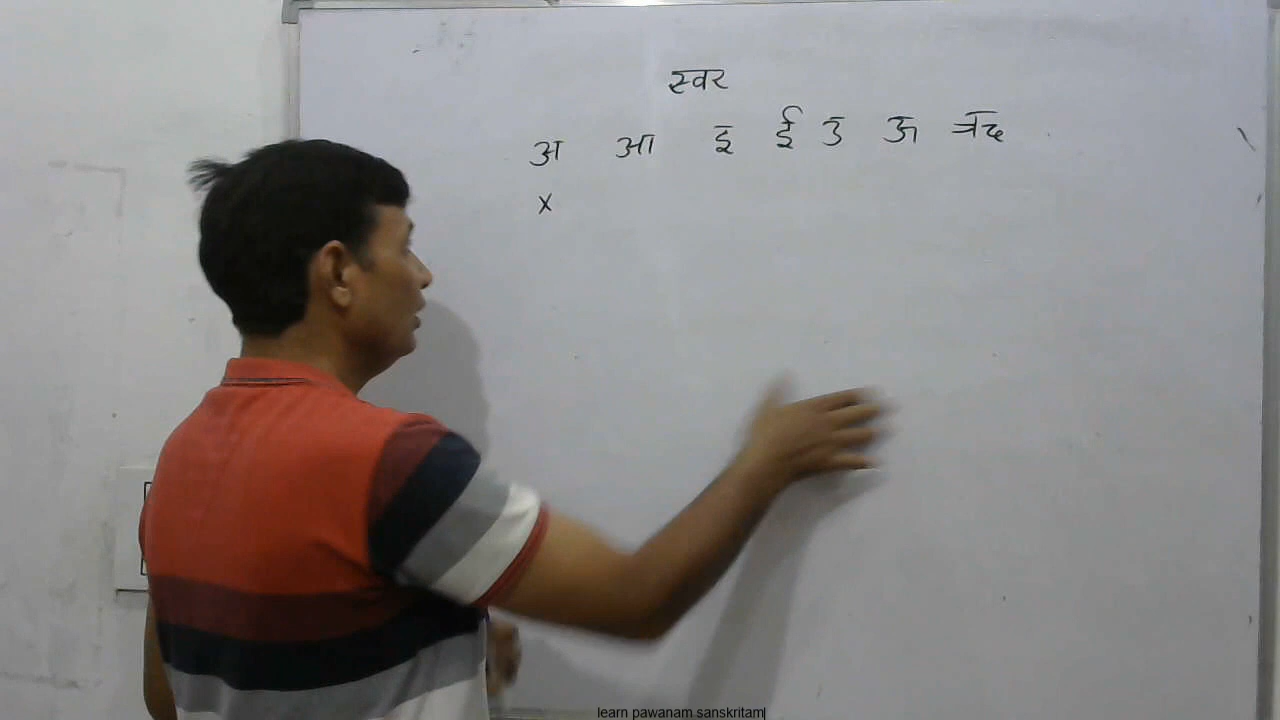 स्वर
अ आ इ ई उ ऊ ऋ
x
learn pawanam sanskritam